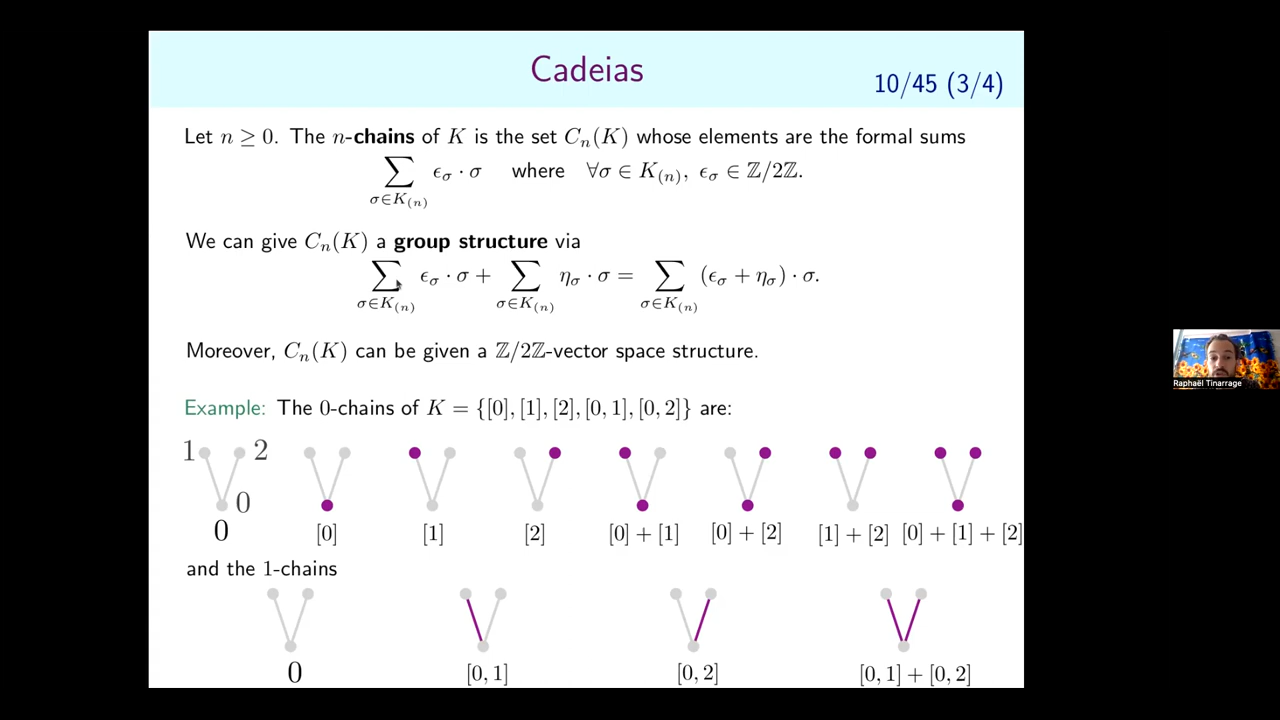 Cadeias
10/45 (3/4)
Let n ≥ 0. The n-chains of K is the set Cₙ(K) whose elements are the formal sums
∑_{σ∈K_{(n)}} ϵ_σ · σ where ∀σ ∈ K_{(n)}, ϵ_σ ∈ ℤ/2ℤ.
We can give Cₙ(K) a group structure via
∑_{σ∈K_{(n)}} ϵ_σ · σ + ∑_{σ∈K_{(n)}} η_σ · σ = ∑_{σ∈K_{(n)}} (ϵ_σ + η_σ) · σ.
Moreover, Cₙ(K) can be given a ℤ/2ℤ-vector space structure.
Example: The 0-chains of K = {[0], [1], [2], [0, 1], [0, 2]} are:
1 2
0
0 [0] [1] [2] [0] + [1] [0] + [2] [1] + [2] [0] + [1] + [2]
and the 1-chains
0 [0, 1] [0, 2] [0, 1] + [0, 2]
Raphaël Tinarrage